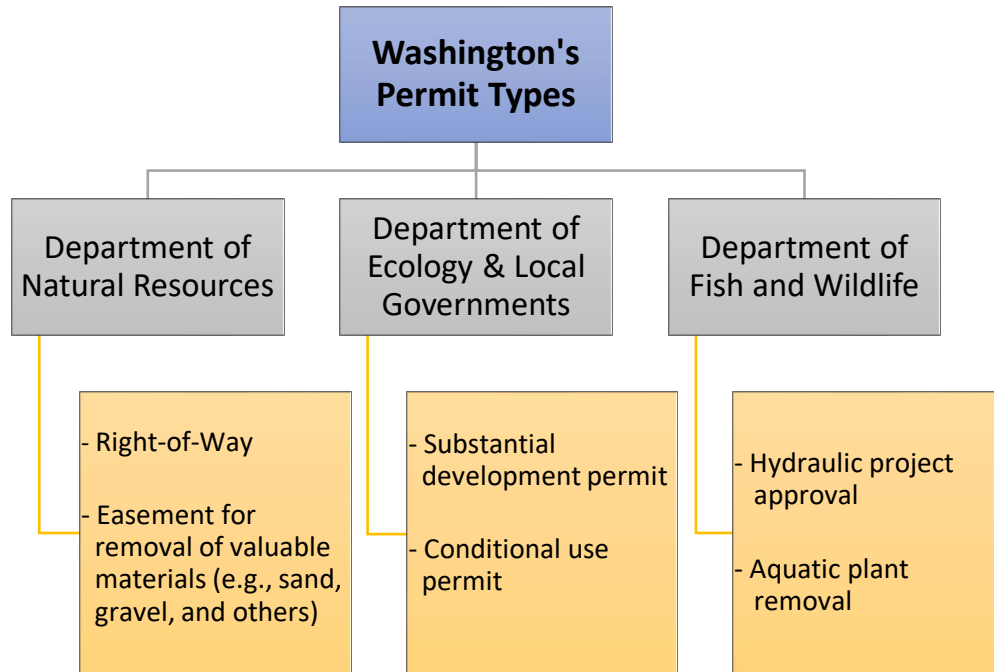 Washington's
Permit Types
Department of
Natural Resources
Department of
Ecology & Local
Governments
Department of
Fish and Wildlife
- Right-of-Way
- Easement for
removal of valuable
materials (e.g., sand,
gravel, and others)
- Substantial
development permit
- Conditional use
permit
- Hydraulic project
approval
- Aquatic plant
removal